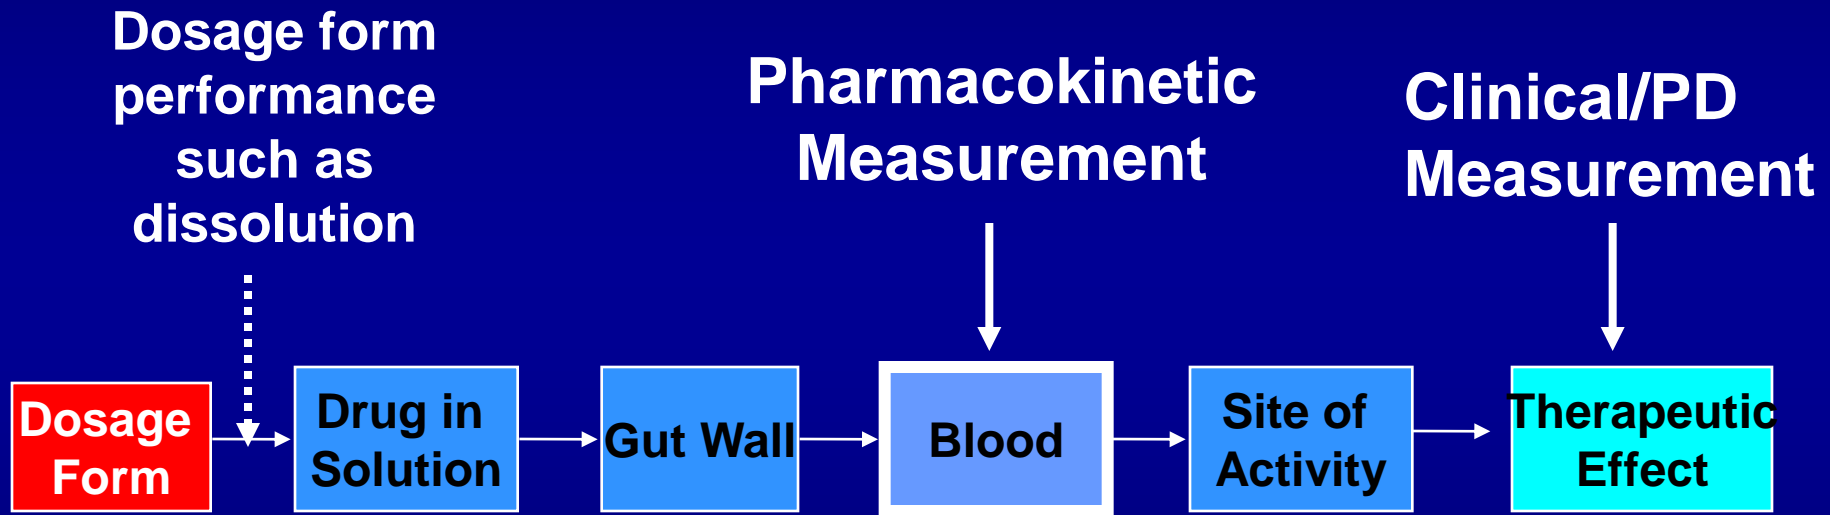 Dosage form
performance
such as
dissolution
Pharmacokinetic
Measurement
Clinical/PD
Measurement
Dosage
Form
Drug in
Solution
Gut Wall
Blood
Site of
Activity
Therapeutic
Effect